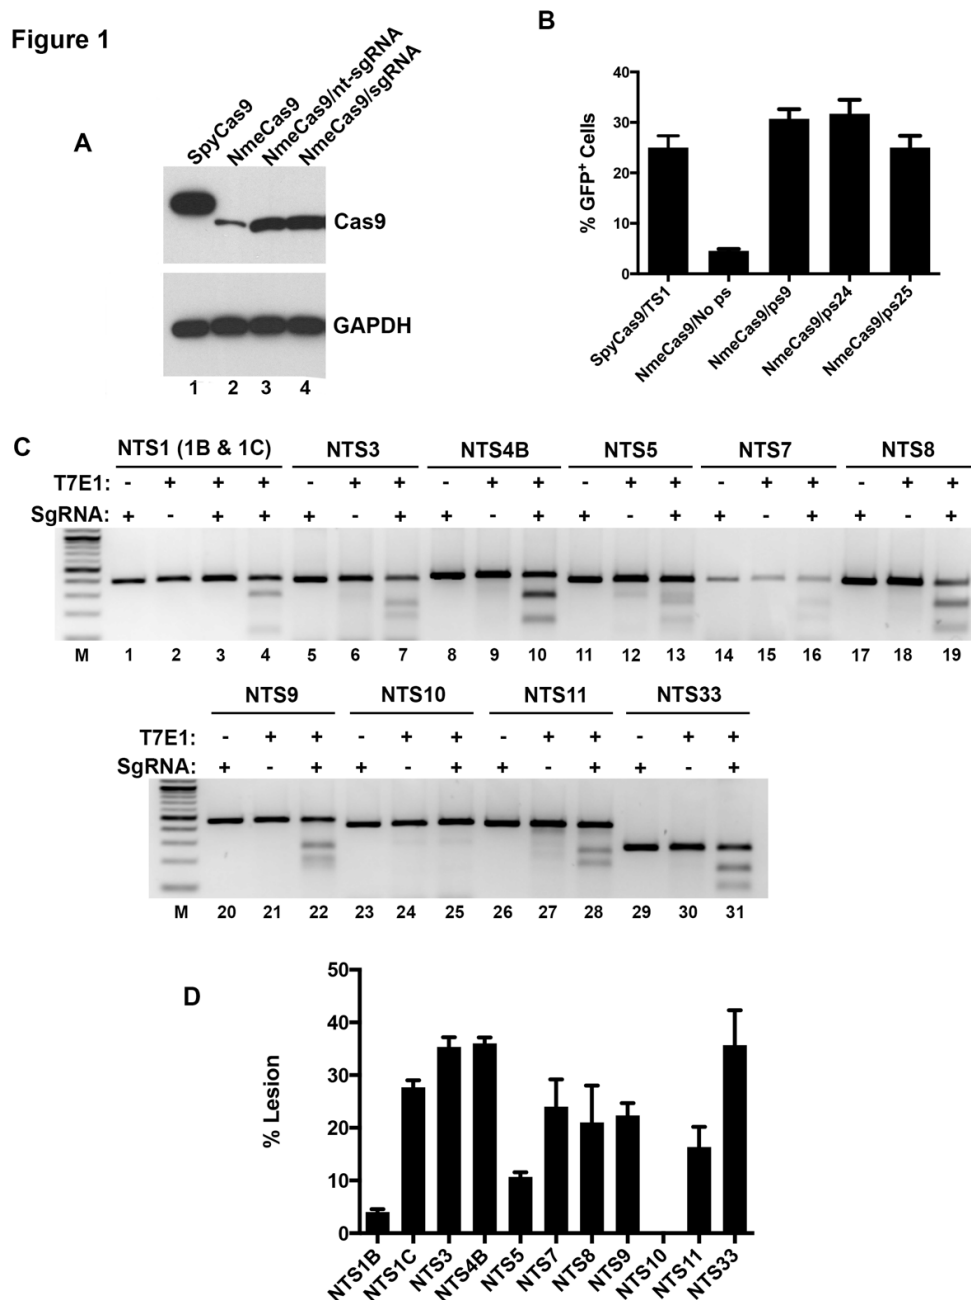 Figure 1
A
SpyCas9
NmeCas9
NmeCas9/nt-sgRNA
NmeCas9/sgRNA
Cas9
GAPDH
1 2 3 4
B
% GFP+ Cells
40
30
20
10
0
SpyCas9/TS1
NmeCas9/No ps
NmeCas9/ps9
NmeCas9/ps24
NmeCas9/ps25
C
NTS1 (1B & 1C) NTS3 NTS4B NTS5 NTS7 NTS8
T7E1: - + + + - + + - + + - + + - + + - + +
SgRNA: + - + + + - + + - + + - + + - + + - +
M 1 2 3 4 5 6 7 8 9 10 11 12 13 14 15 16 17 18 19
NTS9 NTS10 NTS11 NTS33
T7E1: - + + - + + - + + - + +
SgRNA: + - + + - + + - + + - +
M 20 21 22 23 24 25 26 27 28 29 30 31
D
% Lesion
50
40
30
20
10
0
NTS1B
NTS1C
NTS3
NTS4B
NTS5
NTS7
NTS8
NTS9
NTS10
NTS11
NTS33